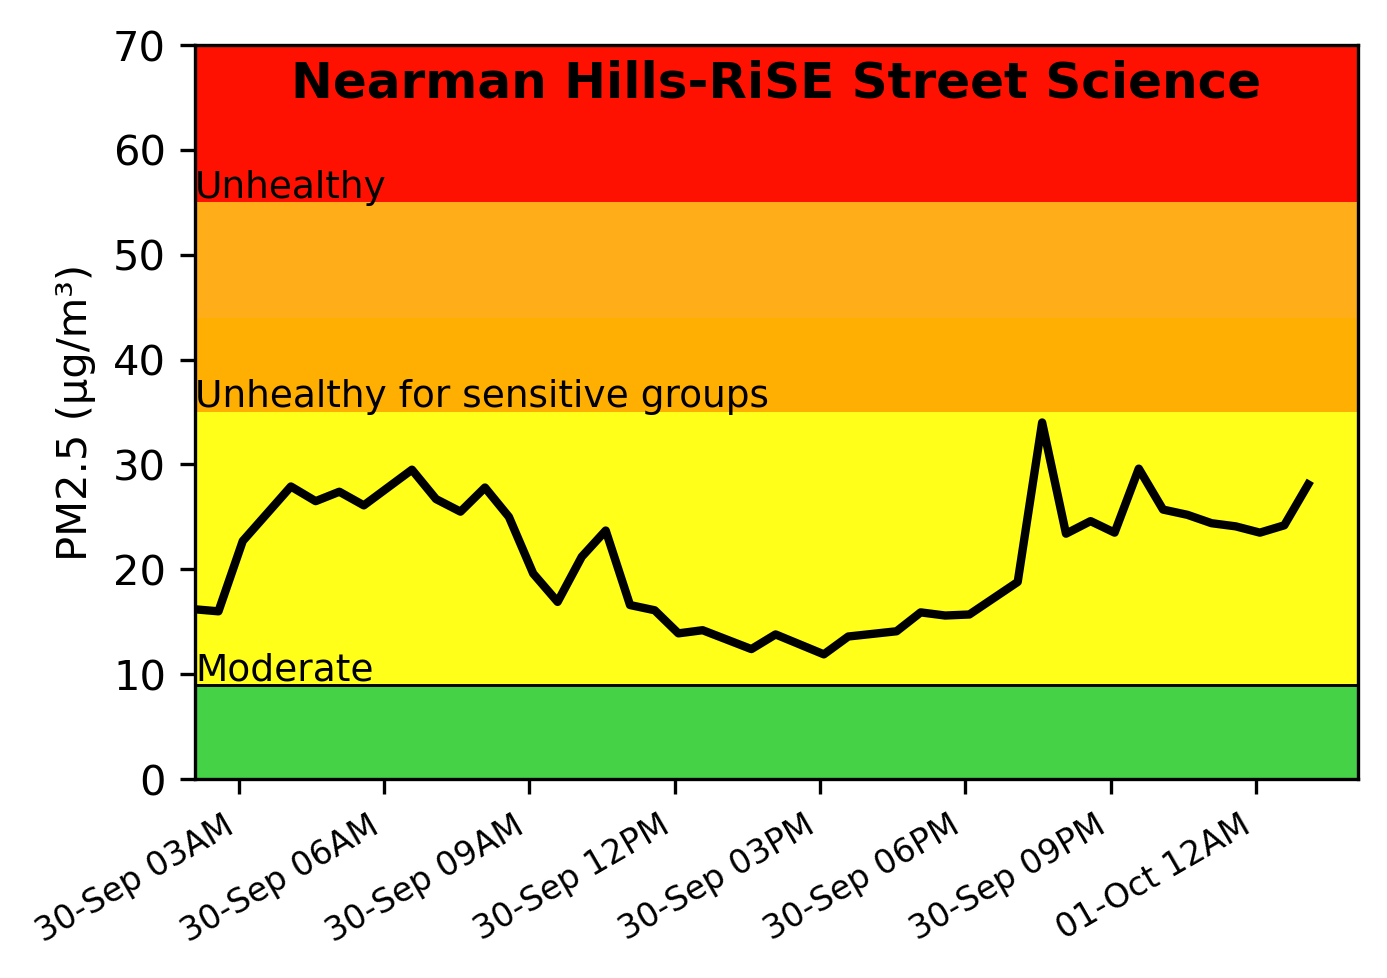 Nearman Hills-RiSE Street Science
70
60
50
40
30
20
10
0
PM2.5 (µg/m³)
Unhealthy
Unhealthy for sensitive groups
Moderate
30-Sep 03AM
30-Sep 06AM
30-Sep 09AM
30-Sep 12PM
30-Sep 03PM
30-Sep 06PM
30-Sep 09PM
01-Oct 12AM